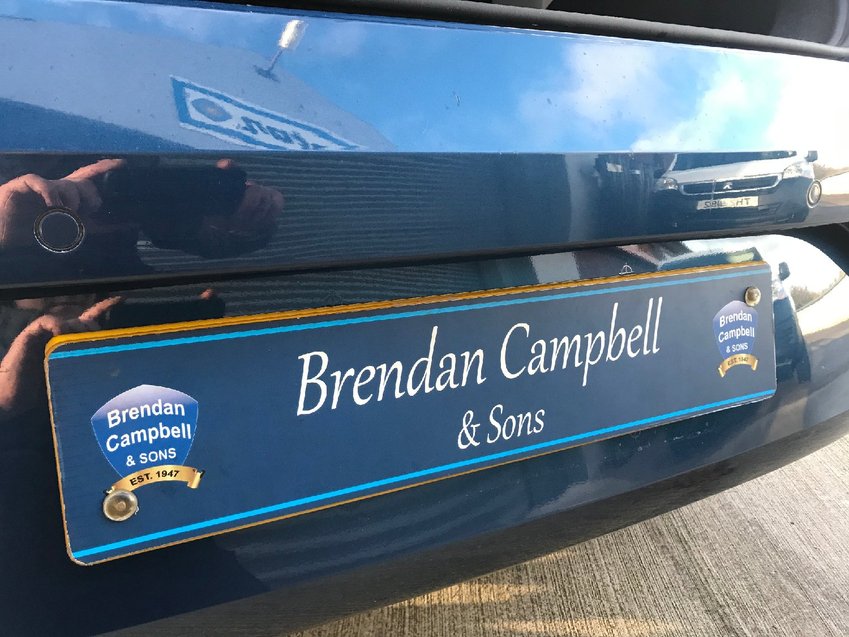 Brendan Campbell
& Sons
Brendan
Campbell
& SONS
EST. 1947
Brendan
Campbell
& SONS
EST. 1947